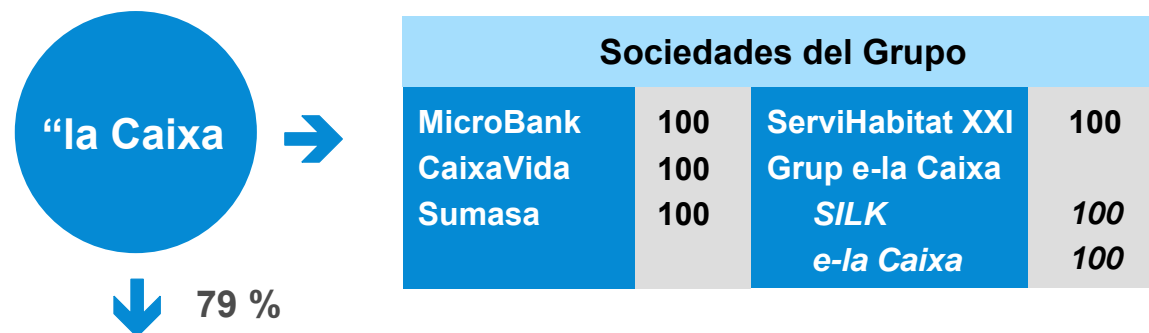 Sociedades del Grupo
“la Caixa
MicroBank 100 ServiHabitat XXI 100
CaixaVida 100 Grup e-la Caixa
Sumasa 100 SILK 100
e-la Caixa 100
79 %